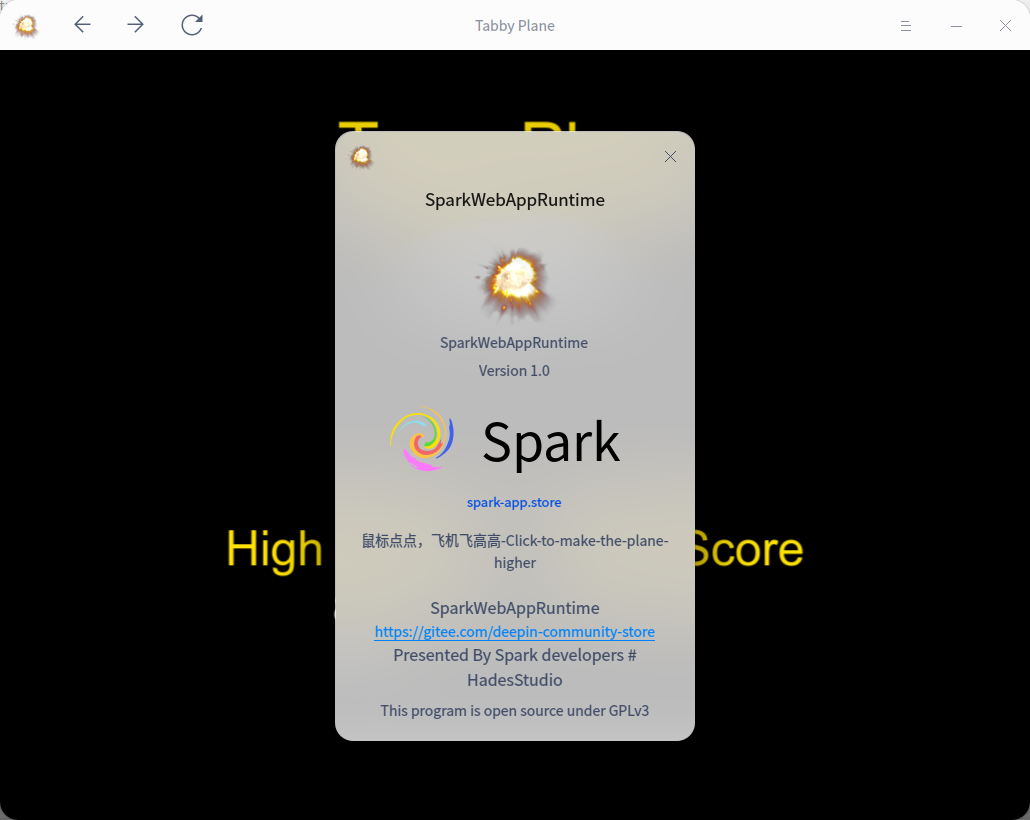 Tabby Plane
SparkWebAppRuntime
SparkWebAppRuntime
Version 1.0
Spark
spark-app.store
鼠标点点，飞机飞高高-Click-to-make-the-plane-
higher
High
Score
SparkWebAppRuntime
https://gitee.com/deepin-community-store
Presented By Spark developers #
HadesStudio
This program is open source under GPLv3